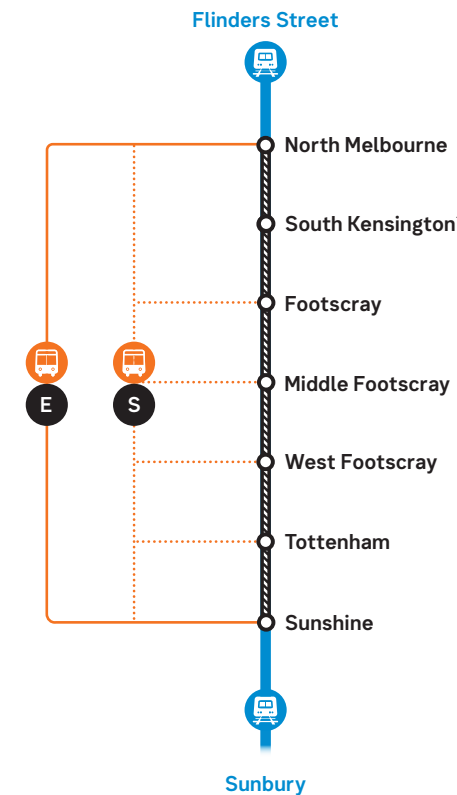 Flinders Street
North Melbourne
South Kensington
Footscray
Middle Footscray
E
S
West Footscray
Tottenham
Sunshine
Sunbury